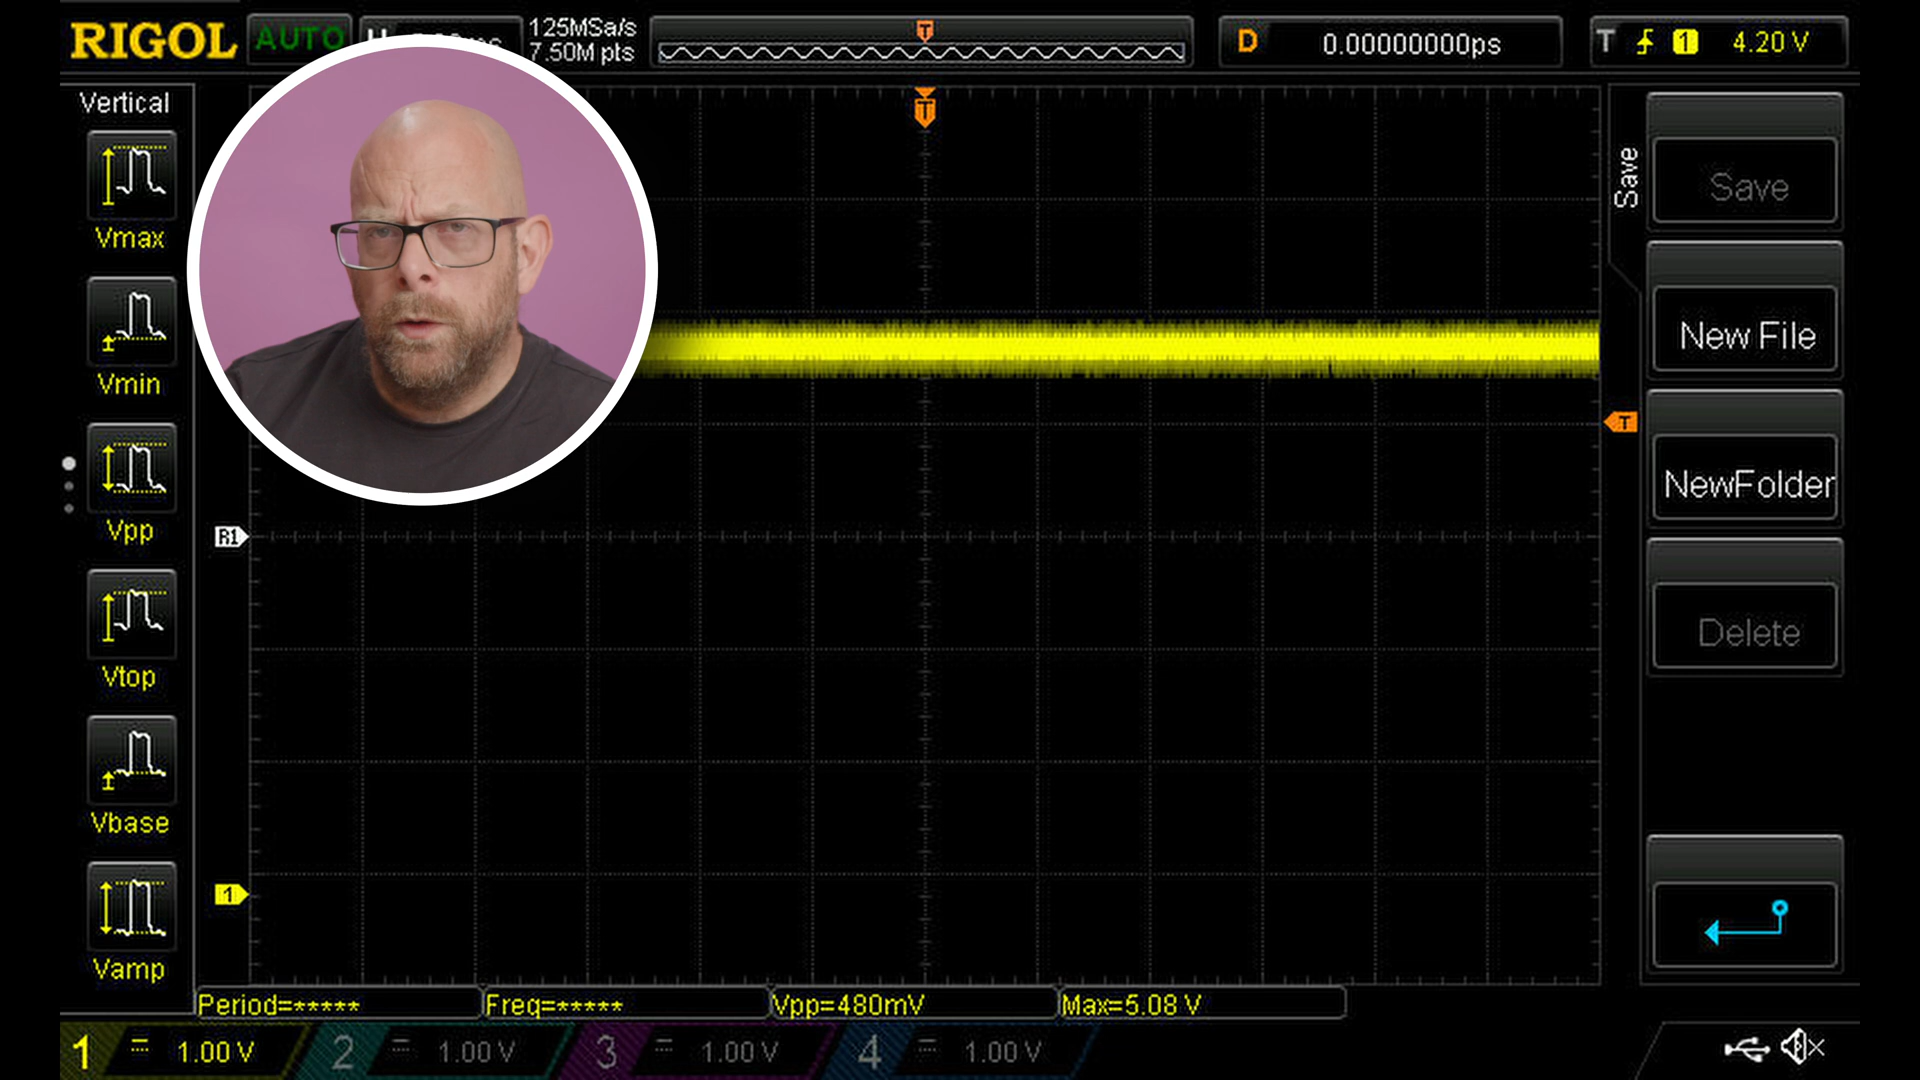 RIGOL AUTO H 125MSa/s D 0.00000000ps T 1 4.20 V
7.50M pts
T
Vertical
T
Save
Save
Vmax
New File
Vmin
T
NewFolder
Vpp
R1
Delete
Vtop
Vbase
1
Vamp
Period=***** Freq=***** Vpp=480mV Max=5.08 V
1 1.00 V 2 1.00 V 3 1.00 V 4 1.00 V